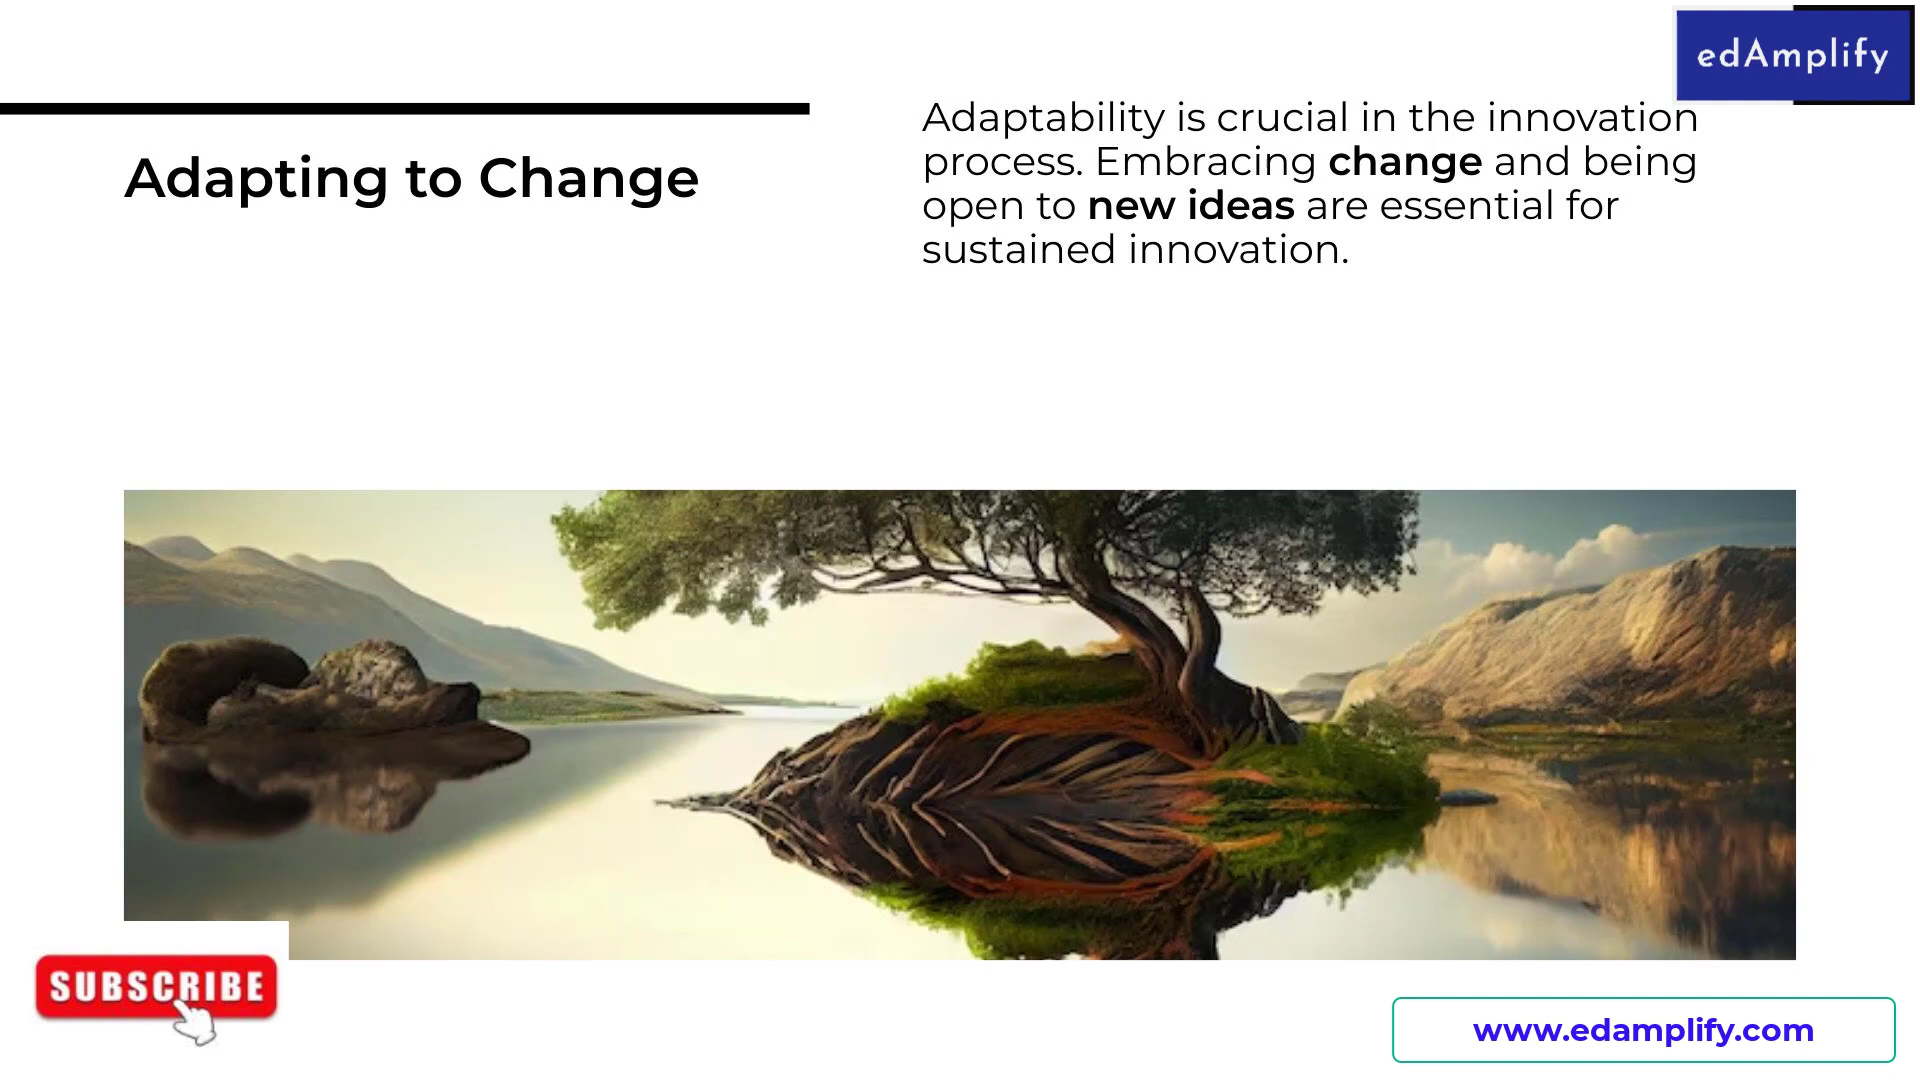 edAmplify
Adapting to Change
Adaptability is crucial in the innovation
process. Embracing change and being
open to new ideas are essential for
sustained innovation.
SUBSCRIBE
www.edamplify.com